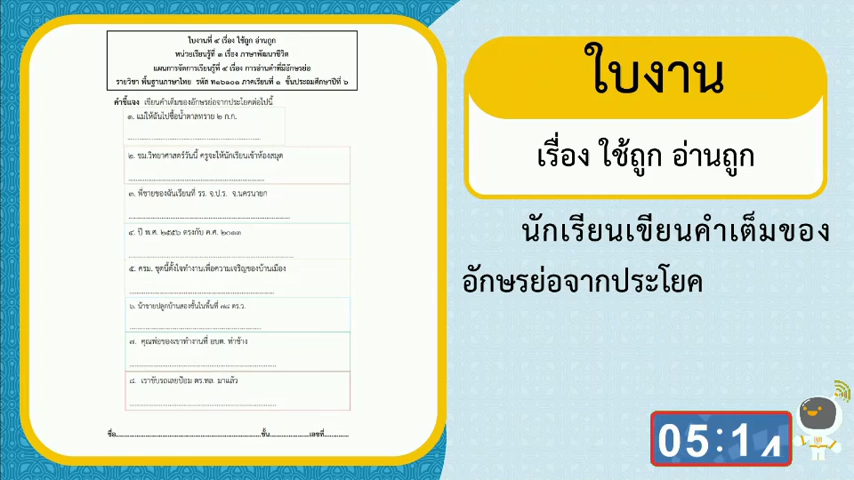 ใบงานที่ ๔ เรื่อง ใช้ถูก อ่านถูก
หน่วยเรียนรู้ที่ ๓ เรื่อง ภาษาพัฒนาชีวิต
แผนการจัดการเรียนรู้ที่ ๔ เรื่อง การอ่านคำที่มีอักษรย่อ
รายวิชา พื้นฐานภาษาไทย รหัส ท๑๖๑๐๑ ภาคเรียนที่ ๑ ชั้นประถมศึกษาปีที่ ๖
คำชี้แจง เขียนคำเต็มของอักษรย่อจากประโยคต่อไปนี้
๑. แม่ให้ฉันไปซื้อน้ำตาลทราย ๒ ก.ก.
๒. ชม.วิทยาศาสตร์วันนี้ ครูจะให้นักเรียนเข้าห้องสมุด
๓. พี่ชายของฉันเรียนที่ รร. จ.ป.ร. จ.นครนายก
๔. ปี พ.ศ. ๒๕๕๖ ตรงกับ ค.ศ. ๒๐๑๓
๕. ครม. ชุดนี้ตั้งใจทำงานเพื่อความเจริญของบ้านเมือง
๖. น้าชายปลูกบ้านสองชั้นในพื้นที่ ๗๘ ตร.ว.
๗. คุณพ่อของเขาทำงานที่ อบต. ท่าช้าง
๘. เราขับรถเลยป้อม ตร.ทล. มาแล้ว
ชื่อ ชั้น เลขที่
ใบงาน
เรื่อง ใช้ถูก อ่านถูก
นักเรียนเขียนคำเต็มของ
อักษรย่อจากประโยค
05:1